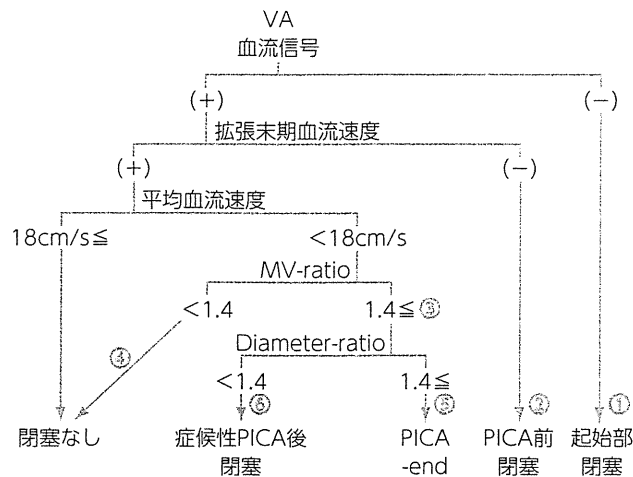 VA
血流信号
(+)
(−)
拡張末期血流速度
(+)
(−)
平均血流速度
18cm/s≦
<18cm/s
MV-ratio
<1.4
1.4≦ ③
④
Diameter-ratio
<1.4
1.4≦
⑥
⑤
②
①
閉塞なし
症候性PICA後
閉塞
PICA
-end
PICA前
閉塞
起始部
閉塞